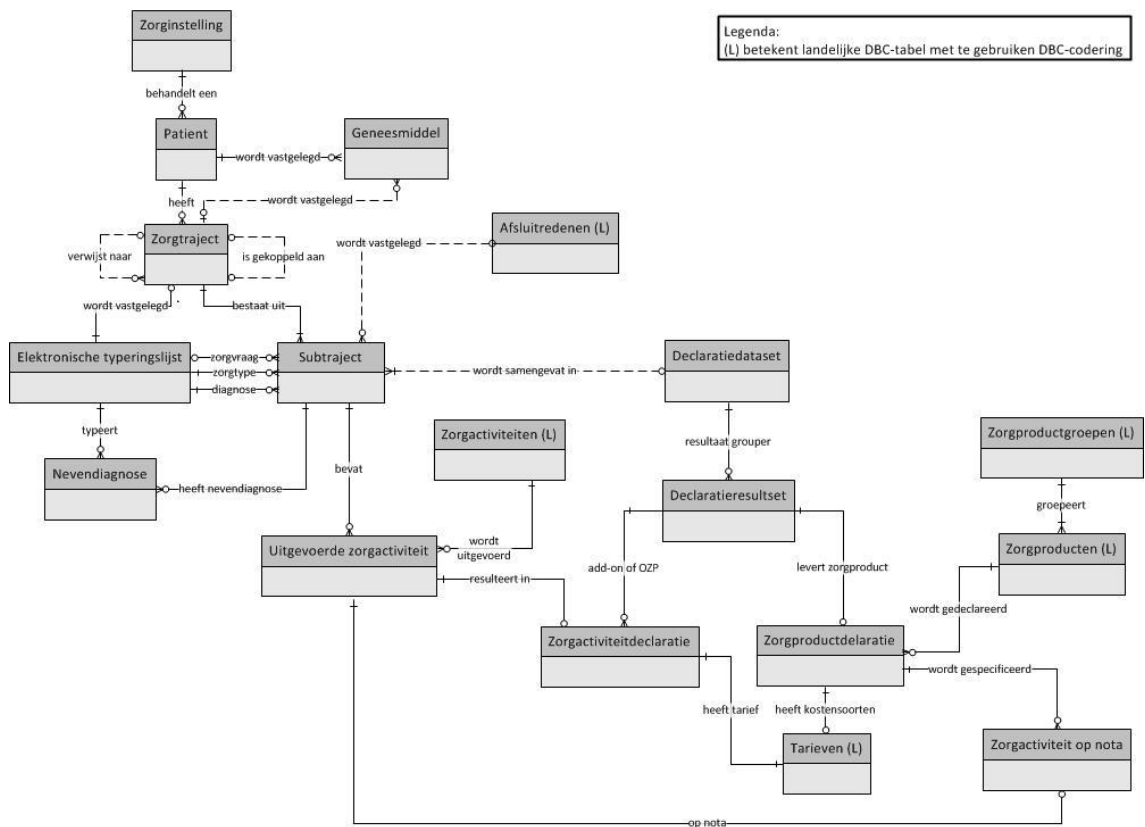 Zorginstelling
Legenda:
(L) betekent landelijke DBC-tabel met te gebruiken DBC-codering
behandelt een
Patient
Geneesmiddel
wordt vastgelegd
heeft
wordt vastgelegd
Zorgtraject
Afsluitredenen (L)
verwijst naar
is gekoppeld aan
wordt vastgelegd
wordt vastgelegd
bestaat uit
Elektronische typeringslijst
zorgvraag
zorgtype
diagnose
Subtraject
Declaratiedataset
wordt samengevat in
typeert
Zorgactiviteiten (L)
Zorgproductgroepen (L)
resultaat grouper
Nevendiagnose
bevat
heeft nevendiagnose
Declaratieresultset
groepeert
Uitgevoerde zorgactiviteit
wordt
uitgevoerd
Zorgproducten (L)
add-on of OZP
levert zorgproduct
resulteert in
wordt gedeclareerd
Zorgactiviteitdeclaratie
Zorgproductdelaratie
wordt gespecificeerd
heeft tarief
heeft kostensoorten
Tarieven (L)
Zorgactiviteit op nota
op nota